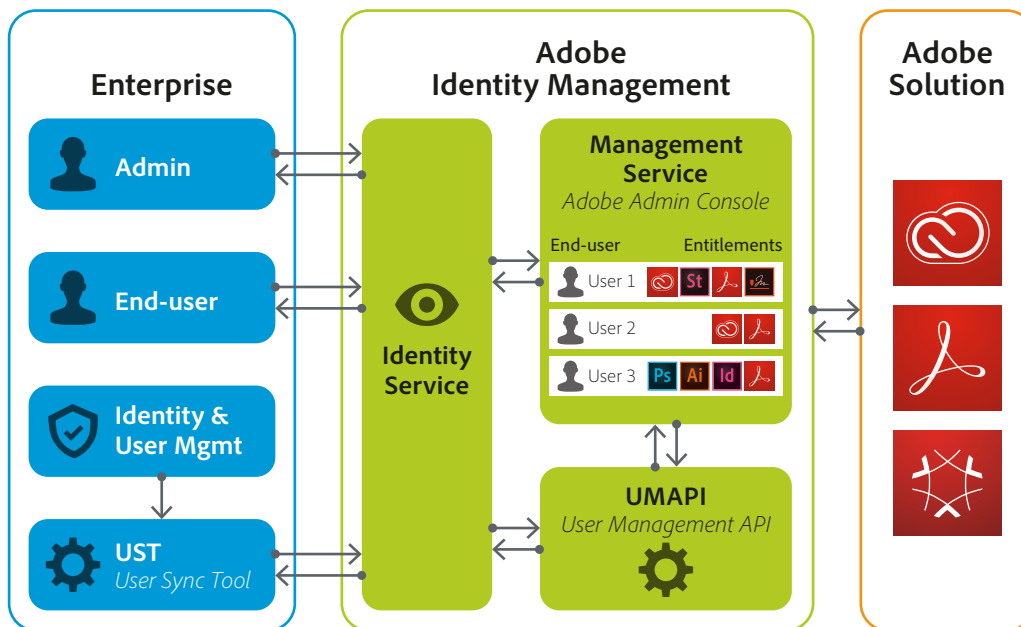 Enterprise
Admin
End-user
Identity &
User Mgmt
UST
User Sync Tool
Adobe
Identity Management
Identity
Service
Management
Service
Adobe Admin Console
End-user Entitlements
User 1 St
User 2
User 3 Ps Ai Id
UMAPI
User Management API
Adobe
Solution